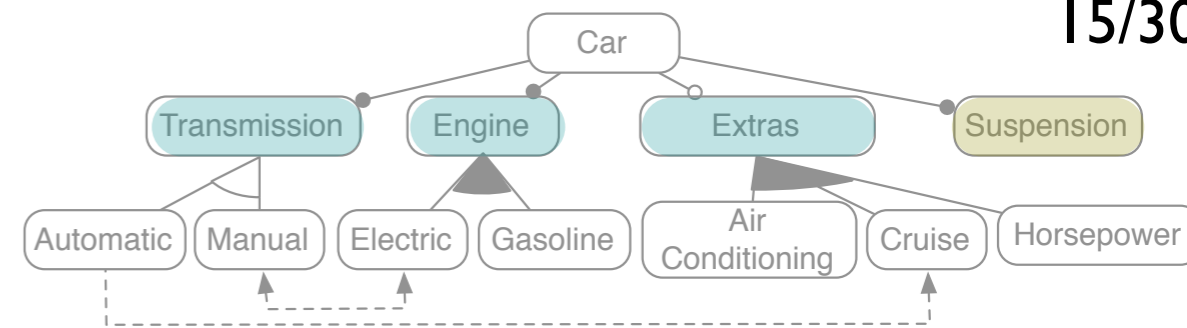 15/30
Car
Transmission
Engine
Extras
Suspension
Automatic
Manual
Electric
Gasoline
Air
Conditioning
Cruise
Horsepower